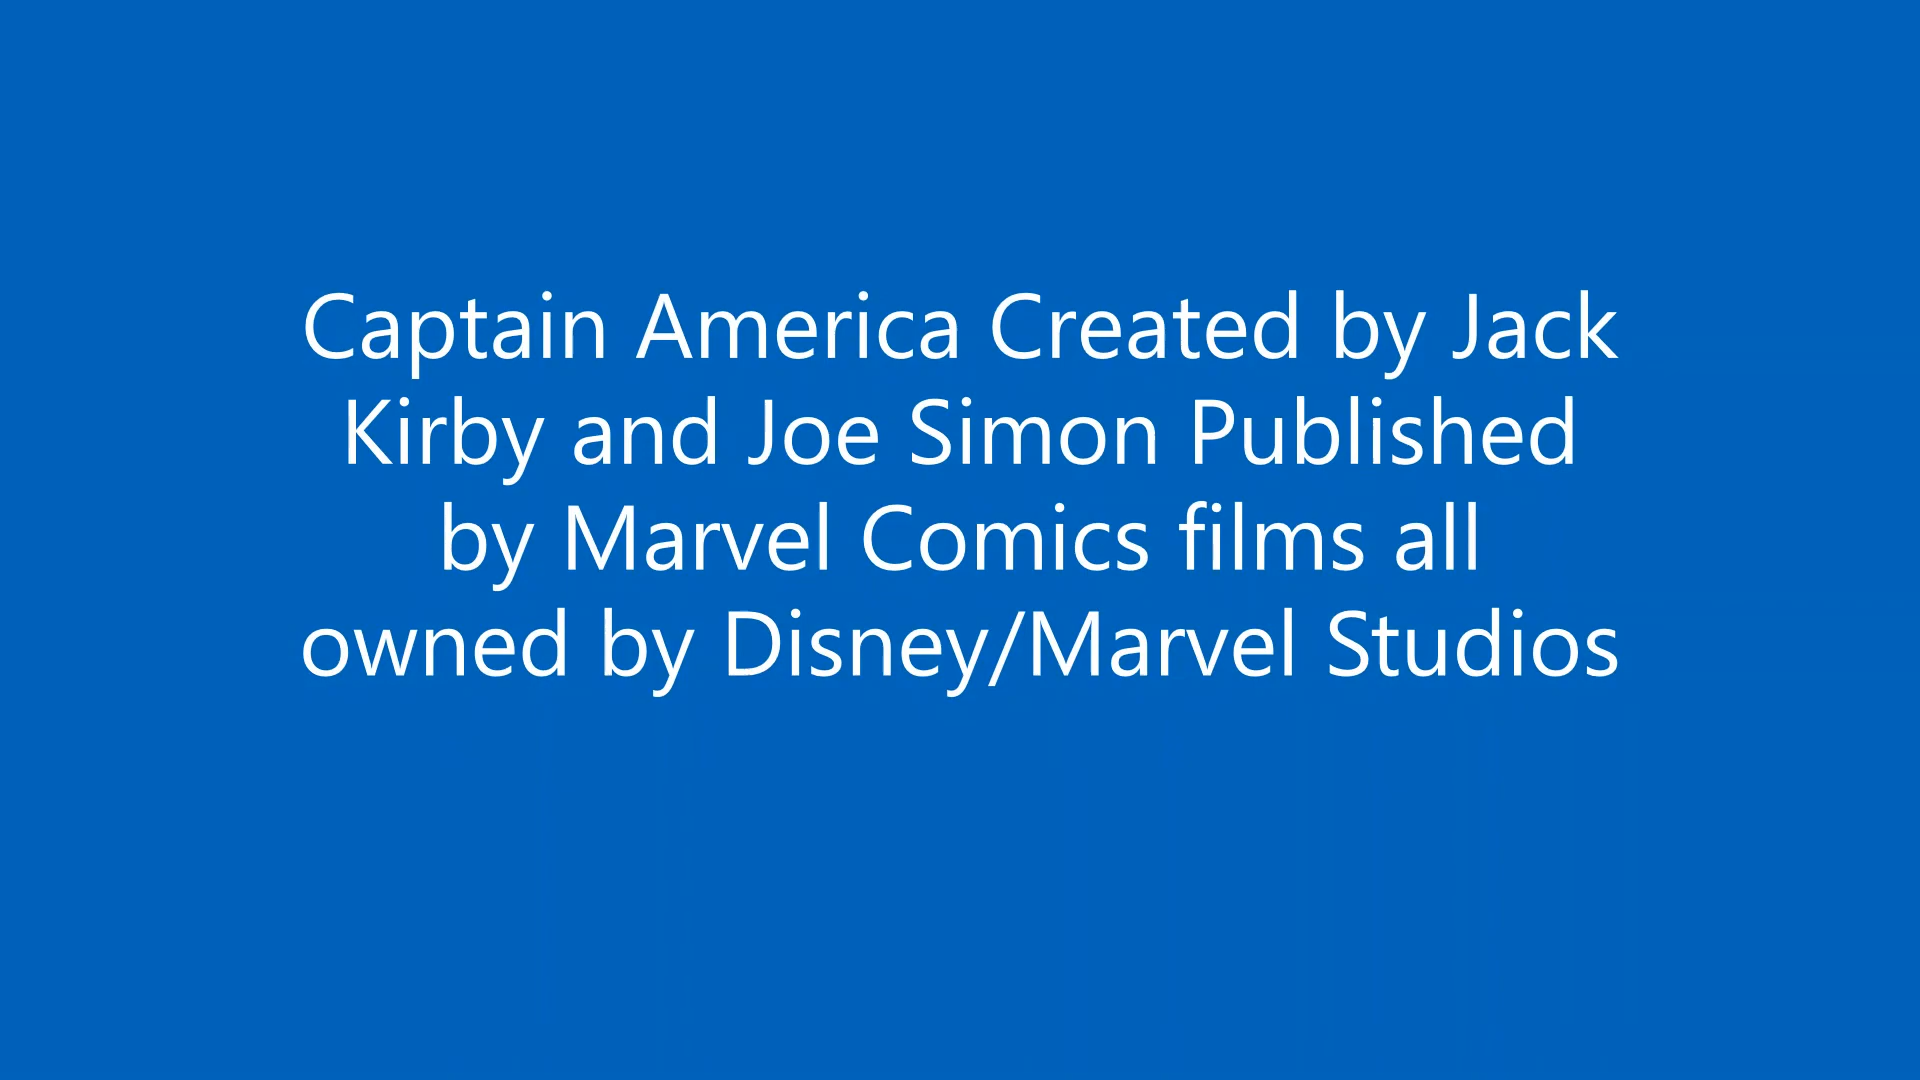 Captain America Created by Jack
Kirby and Joe Simon Published
by Marvel Comics films all
owned by Disney/Marvel Studios